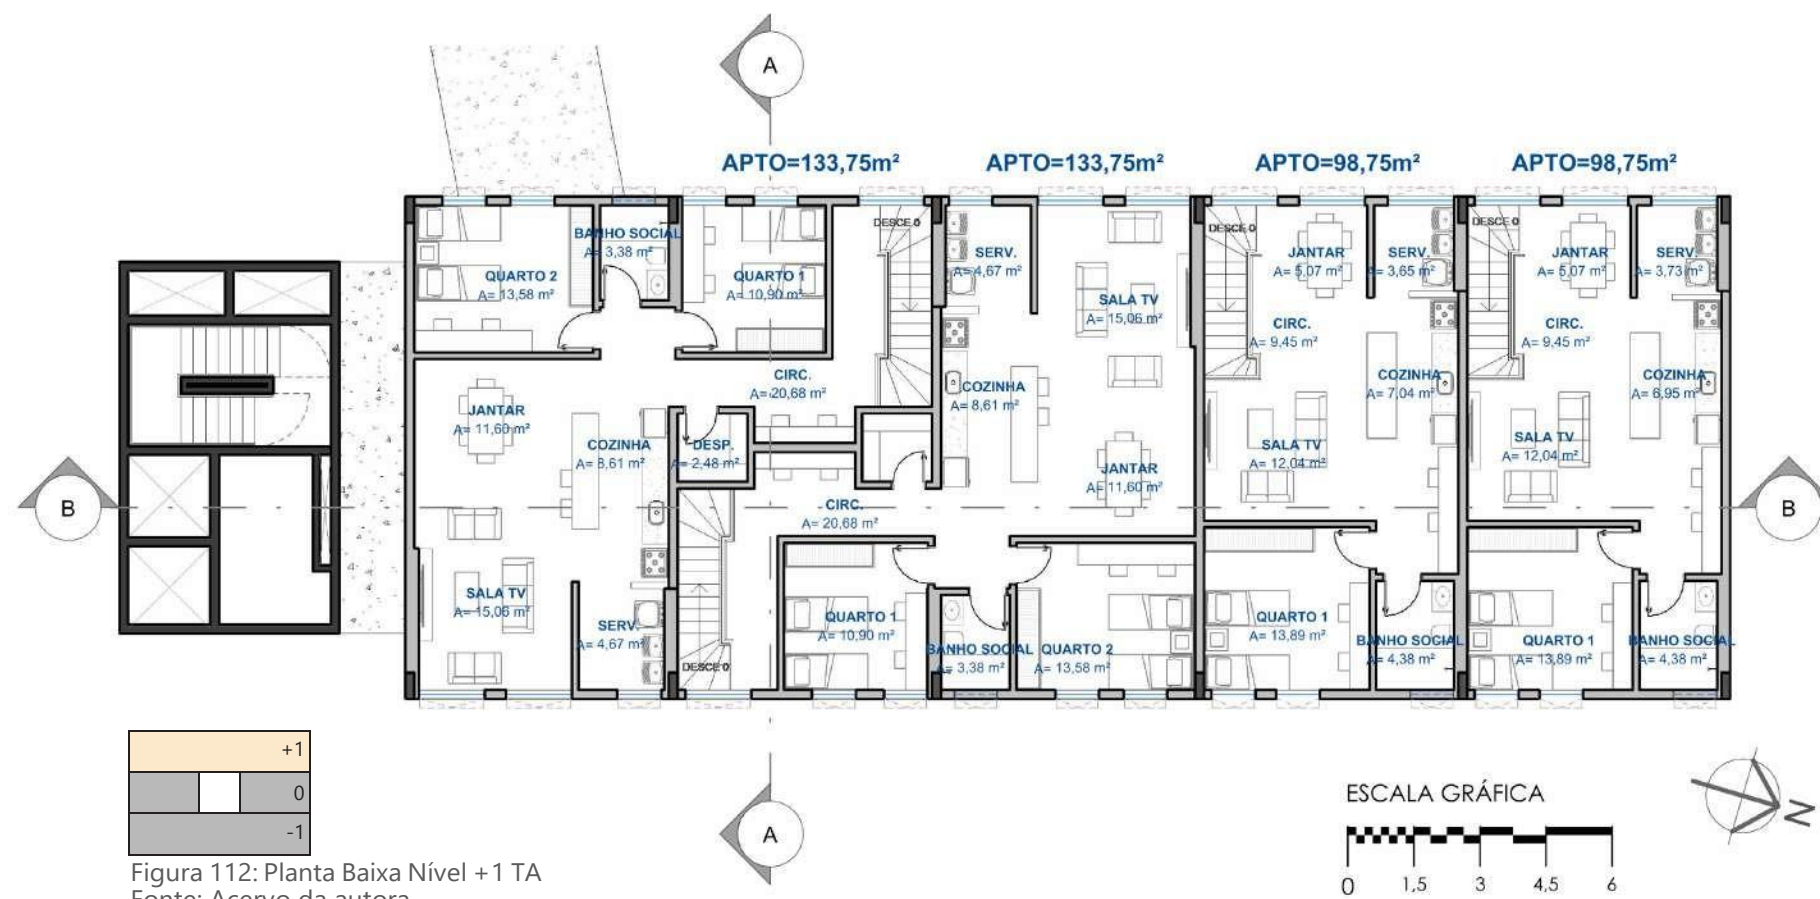 A
APTO=133,75m² APTO=133,75m² APTO=98,75m² APTO=98,75m²
QUARTO 2
A= 13,58 m²
BANHO SOCIAL
A= 3,38 m²
QUARTO 1
A= 10,90 m²
DESCE 0
CIRC.
A= 20,68 m²
JANTAR
A= 11,60 m²
COZINHA
A= 8,61 m²
DESP.
A= 2,48 m²
SALA TV
A= 15,06 m²
SERV.
A= 4,67 m²
SERV.
A= 4,67 m²
SALA TV
A= 15,06 m²
COZINHA
A= 8,61 m²
JANTAR
A= 11,60 m²
CIRC.
A= 20,68 m²
DESCE 0
QUARTO 1
A= 10,90 m²
BANHO SOCIAL
A= 3,38 m²
QUARTO 2
A= 13,58 m²
DESCE 0
JANTAR
A= 5,07 m²
SERV.
A= 3,65 m²
CIRC.
A= 9,45 m²
COZINHA
A= 7,04 m²
SALA TV
A= 12,04 m²
QUARTO 1
A= 13,89 m²
BANHO SOCIAL
A= 4,38 m²
DESCE 0
JANTAR
A= 5,07 m²
SERV.
A= 3,73 m²
CIRC.
A= 9,45 m²
COZINHA
A= 6,95 m²
SALA TV
A= 12,04 m²
QUARTO 1
A= 13,89 m²
BANHO SOCIAL
A= 4,38 m²
B
B
A
+1
0
-1
ESCALA GRÁFICA
0 1,5 3 4,5 6
N
Figura 112: Planta Baixa Nível +1 TA
Fonte: Acervo da autora